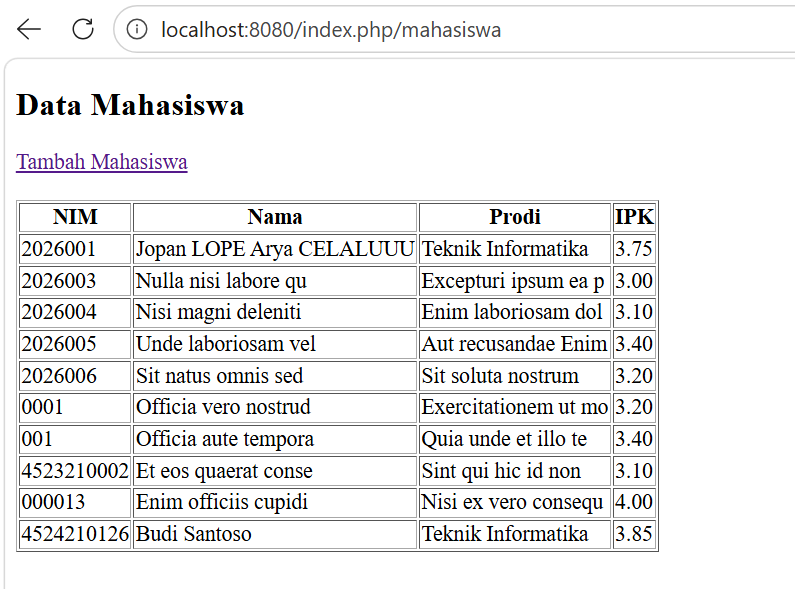 localhost:8080/index.php/mahasiswa
Data Mahasiswa
Tambah Mahasiswa
NIM Nama Prodi IPK
2026001 Jopan LOPE Arya CELALUUU Teknik Informatika 3.75
2026003 Nulla nisi labore qu Excepturi ipsum ea p 3.00
2026004 Nisi magni deleniti Enim laboriosam dol 3.10
2026005 Unde laboriosam vel Aut recusandae Enim 3.40
2026006 Sit natus omnis sed Sit soluta nostrum 3.20
0001 Officia vero nostrud Exercitationem ut mo 3.20
001 Officia aute tempora Quia unde et illo te 3.40
4523210002 Et eos quaerat conse Sint qui hic id non 3.10
000013 Enim officiis cupidi Nisi ex vero consequ 4.00
4524210126 Budi Santoso Teknik Informatika 3.85